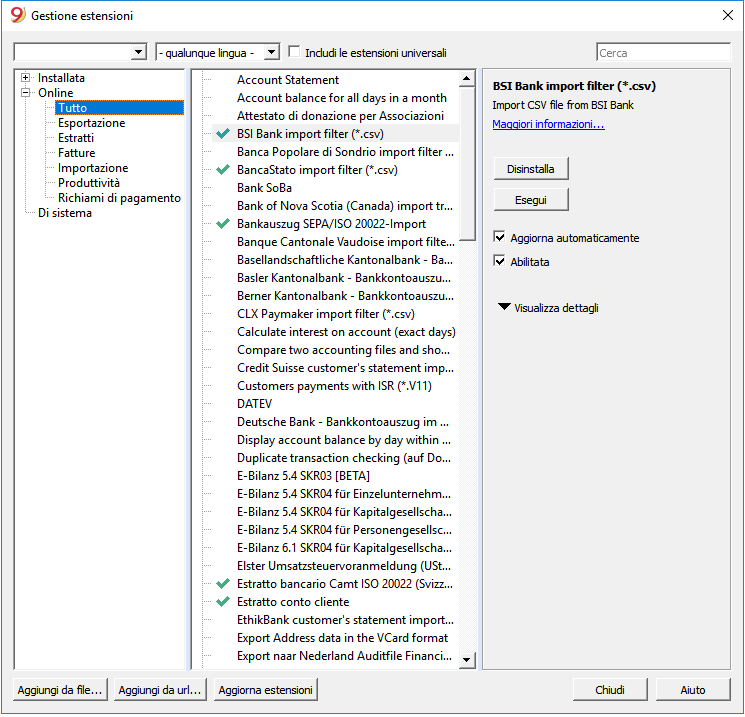 Gestione estensioni
- qualunque lingua -
Includi le estensioni universali
Cerca
Installata
Online
Tutto
Esportazione
Estratti
Fatture
Importazione
Produttività
Richiami di pagamento
Di sistema
Account Statement
Account balance for all days in a month
Attestato di donazione per Associazioni
BSI Bank import filter (*.csv)
Banca Popolare di Sondrio import filter ...
BancaStato import filter (*.csv)
Bank SoBa
Bank of Nova Scotia (Canada) import tr...
Bankauszug SEPA/ISO 20022-Import
Banque Cantonale Vaudoise import filte...
Basellandschaftliche Kantonalbank - Ba...
Basler Kantonalbank - Bankkontoauszu...
Berner Kantonalbank - Bankkontoauszu...
CLX Paymaker import filter (*.csv)
Calculate interest on account (exact days)
Compare two accounting files and sho...
Credit Suisse customer's statement imp...
Customers payments with ISR (*.V11)
DATEV
Deutsche Bank - Bankkontoauszug im ...
Display account balance by day within ...
Duplicate transaction checking (auf Do...
E-Bilanz 5.4 SKR03 [BETA]
E-Bilanz 5.4 SKR04 für Einzelunternehm...
E-Bilanz 5.4 SKR04 für Kapitalgesellscha...
E-Bilanz 5.4 SKR04 für Personengesellsc...
E-Bilanz 6.1 SKR04 für Kapitalgesellscha...
Elster Umsatzsteuervoranmeldung (USt...
Estratto bancario Camt ISO 20022 (Svizz...
Estratto conto cliente
EthikBank customer's statement import...
Export Address data in the VCard format
Export naar Nederland Auditfile Financi...
BSI Bank import filter (*.csv)
Import CSV file from BSI Bank
Maggiori informazioni...
Disinstalla
Esegui
Aggiorna automaticamente
Abilitata
Visualizza dettagli
Aggiungi da file...
Aggiungi da url...
Aggiorna estensioni
Chiudi
Aiuto